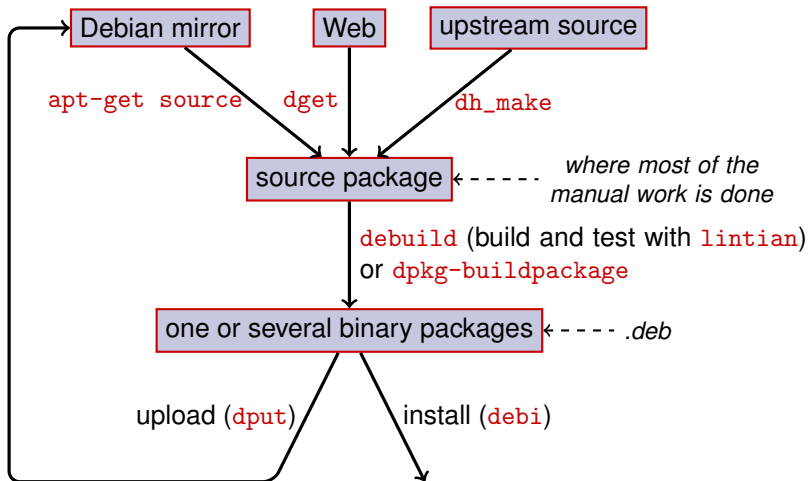 Debian mirror
Web
upstream source
apt-get source
dget
dh_make
source package
where most of the
manual work is done
debuild (build and test with lintian)
or dpkg-buildpackage
one or several binary packages
.deb
upload (dput)
install (debi)